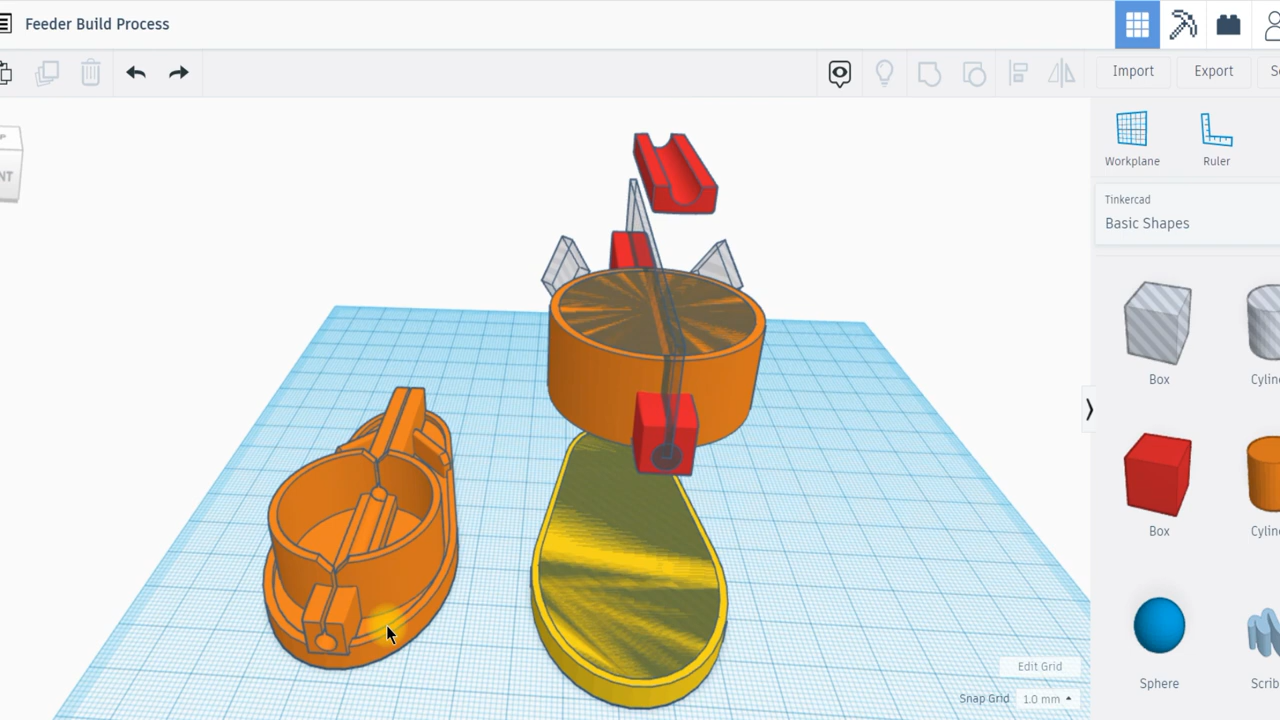 Feeder Build Process
Import
Export
Workplane
Ruler
Tinkercad
Basic Shapes
Box
Box
Sphere
Edit Grid
Snap Grid 1.0 mm